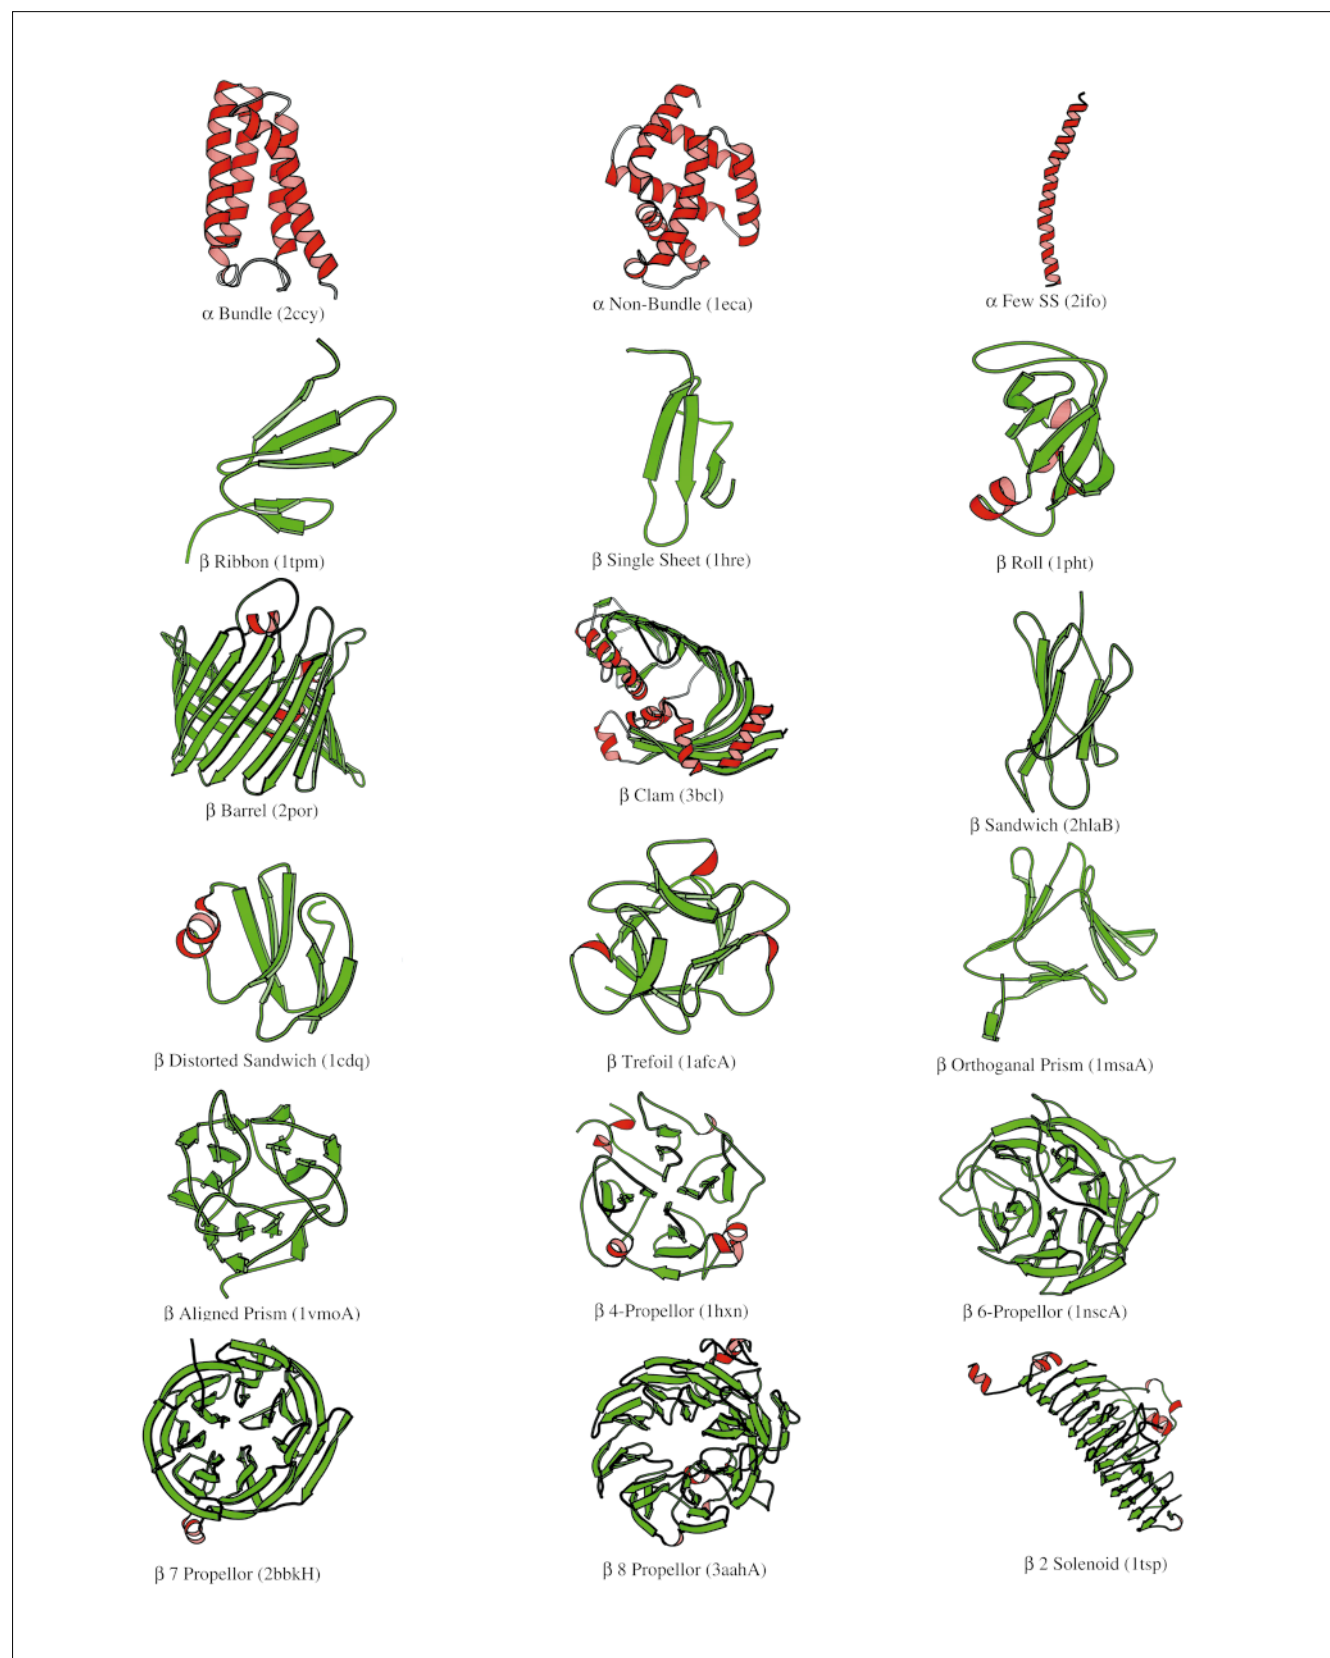 α Bundle (2ccy)
α Non-Bundle (1eca)
α Few SS (2ifo)
β Ribbon (1tpm)
β Single Sheet (1hre)
β Roll (1pht)
β Barrel (2por)
β Clam (3bcl)
β Sandwich (2hlaB)
β Distorted Sandwich (1cdq)
β Trefoil (1afcA)
β Orthoganal Prism (1msaA)
β Aligned Prism (1vmoA)
β 4-Propellor (1hxn)
β 6-Propellor (1nscA)
β 7 Propellor (2bbkH)
β 8 Propellor (3aahA)
β 2 Solenoid (1tsp)